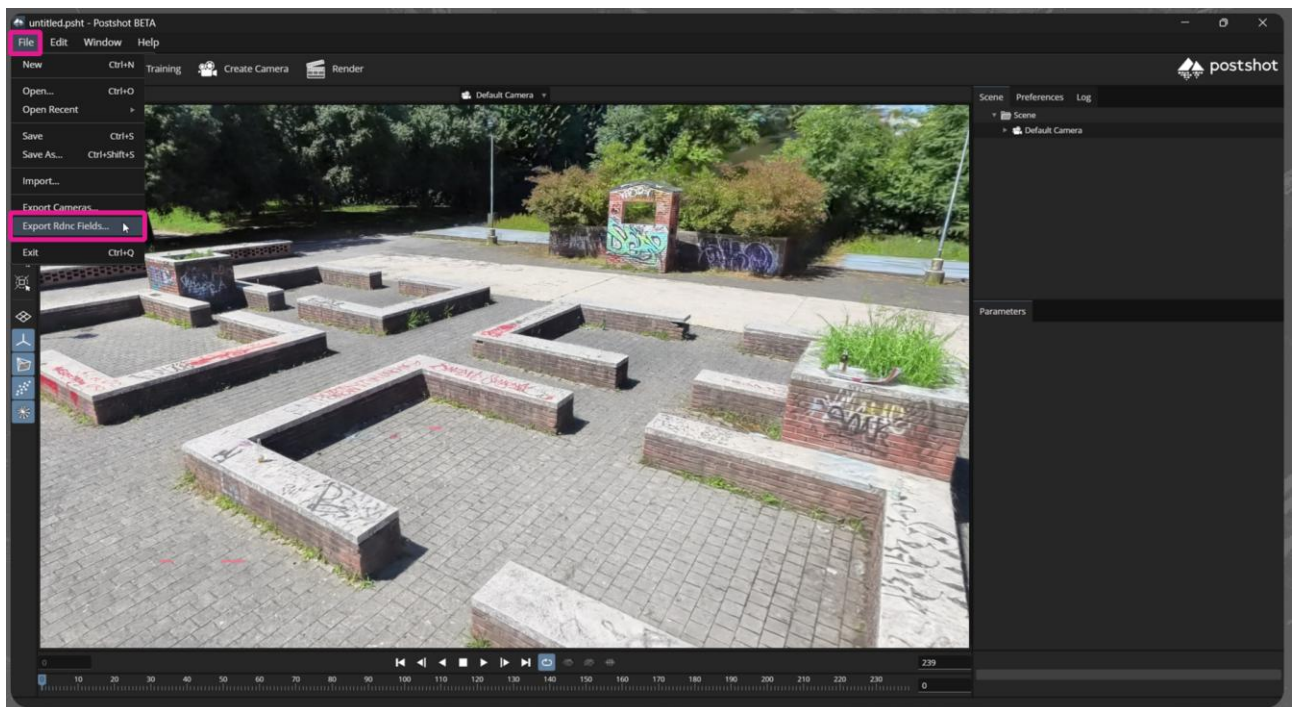 untitled.psht - Postshot BETA
File Edit Window Help
New Ctrl+N
Training Create Camera Render
postshot
Open... Ctrl+O
Open Recent
Default Camera
Scene Preferences Log
Scene
Default Camera
Save Ctrl+S
Save As... Ctrl+Shift+S
Import...
Export Cameras...
Export Rdnc Fields...
Exit Ctrl+Q
Parameters
0
239
10 20 30 40 50 60 70 80 90 100 110 120 130 140 150 160 170 180 190 200 210 220 230
0